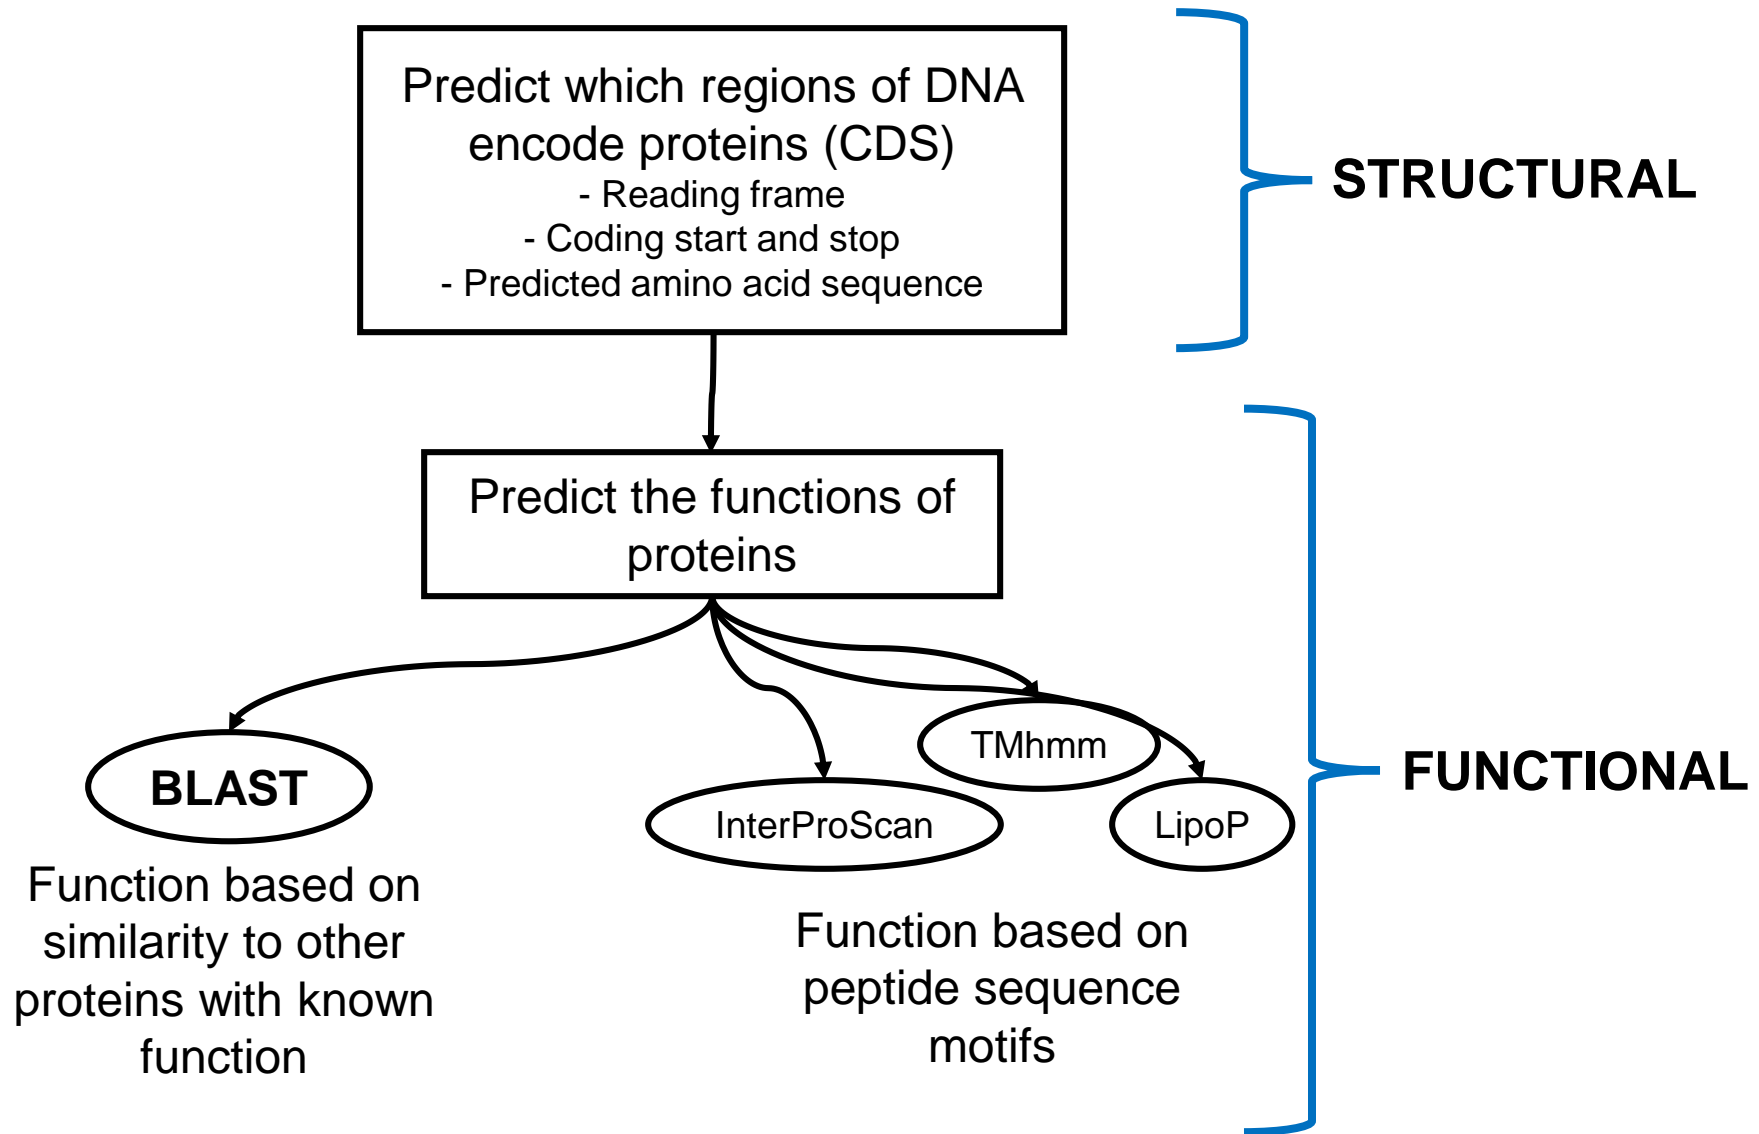 Predict which regions of DNA
encode proteins (CDS)
- Reading frame
- Coding start and stop
- Predicted amino acid sequence
STRUCTURAL
Predict the functions of
proteins
BLAST
InterProScan
TMhmm
LipoP
FUNCTIONAL
Function based on
similarity to other
proteins with known
function
Function based on
peptide sequence
motifs